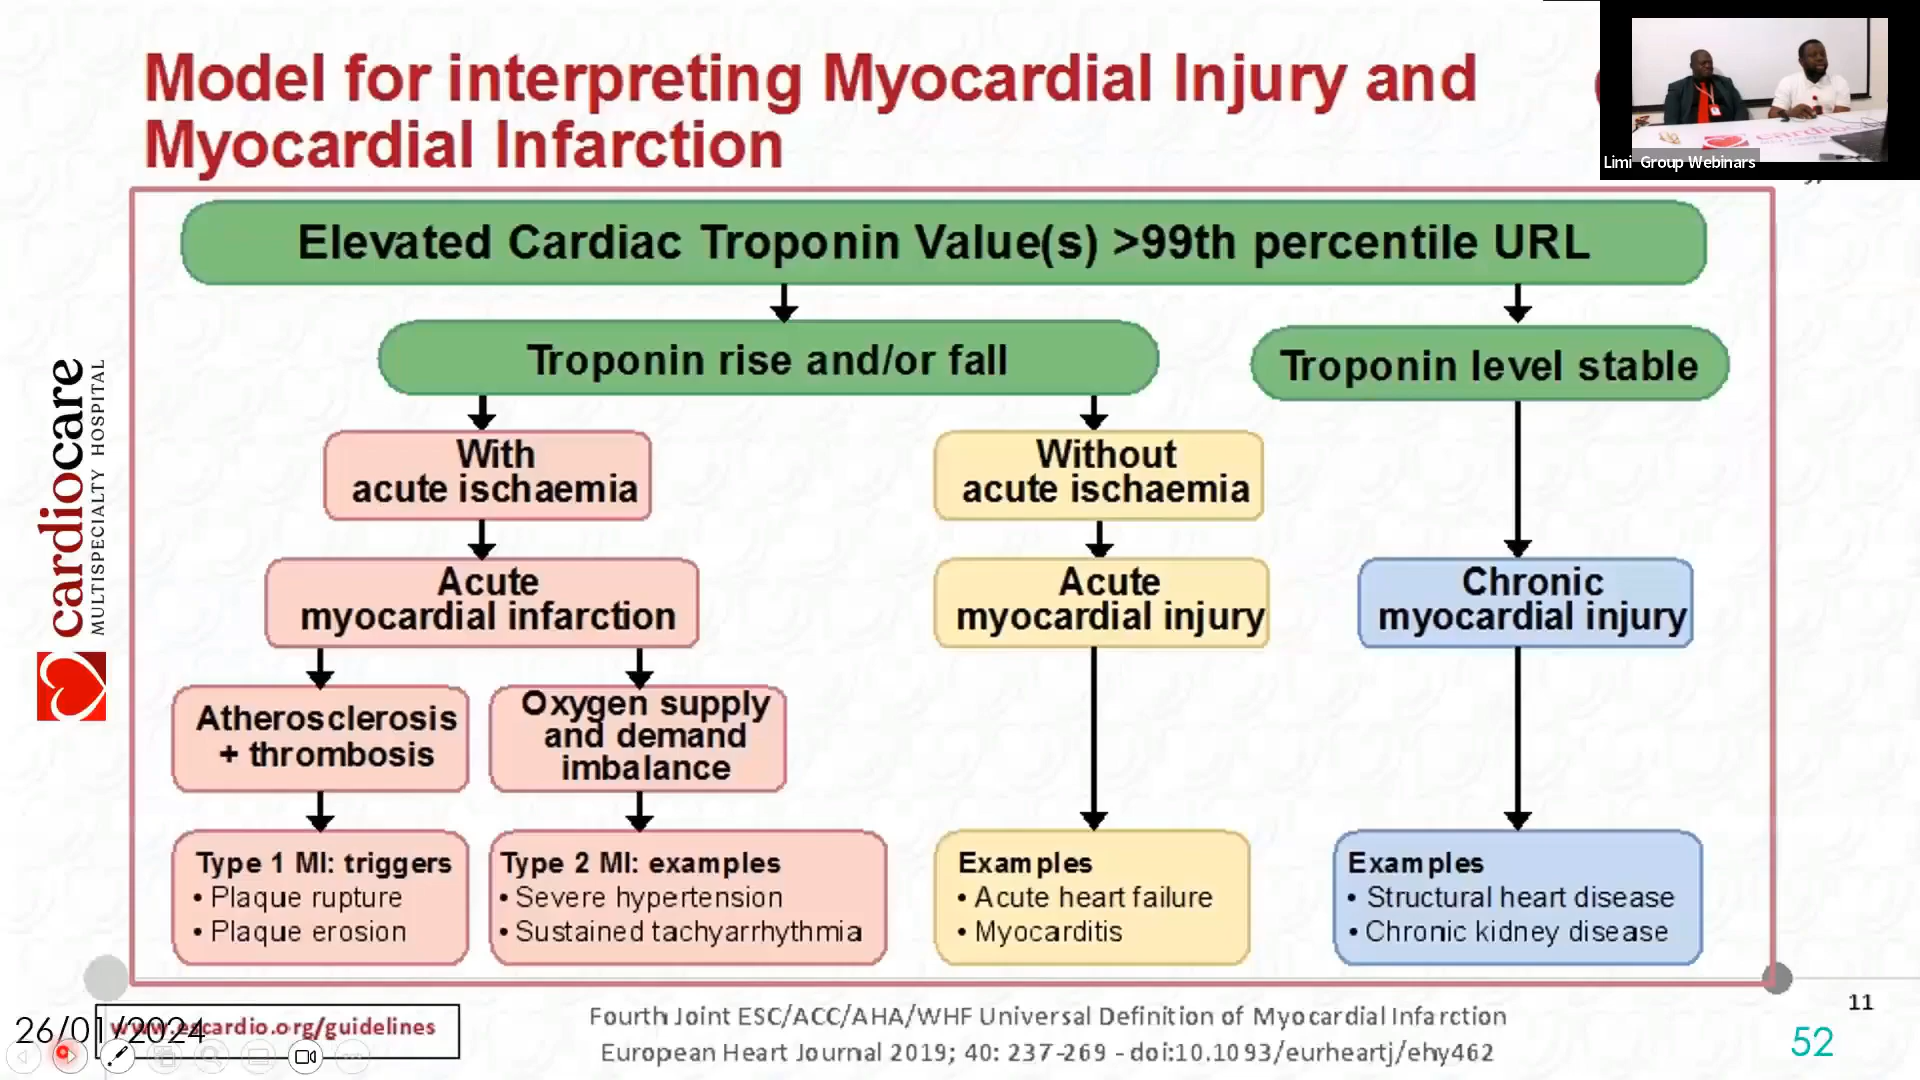 Model for interpreting Myocardial Injury and
Myocardial Infarction
Limi Group Webinars
Elevated Cardiac Troponin Value(s) >99th percentile URL
Troponin rise and/or fall
Troponin level stable
With
acute ischaemia
Without
acute ischaemia
Acute
myocardial infarction
Acute
myocardial injury
Chronic
myocardial injury
Atherosclerosis
+ thrombosis
Oxygen supply
and demand
imbalance
Type 1 MI: triggers
• Plaque rupture
• Plaque erosion
Type 2 MI: examples
• Severe hypertension
• Sustained tachyarrhythmia
Examples
• Acute heart failure
• Myocarditis
Examples
• Structural heart disease
• Chronic kidney disease
cardiocare
MULTISPECIALTY HOSPITAL
26/01/2024
www.escardio.org/guidelines
Fourth Joint ESC/ACC/AHA/WHF Universal Definition of Myocardial Infarction
European Heart Journal 2019; 40: 237-269 - doi:10.1093/eurheartj/ehy462
11
52